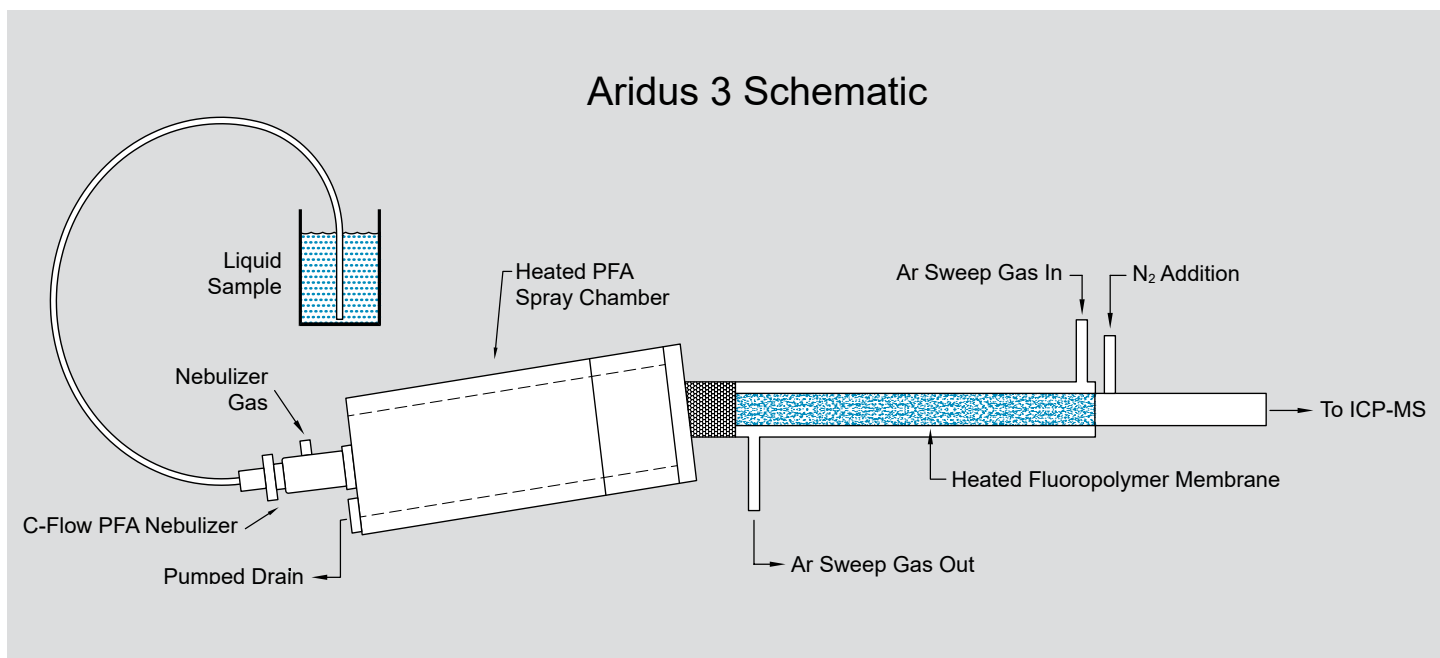 Aridus 3 Schematic
Liquid
Sample
Heated PFA
Spray Chamber
Ar Sweep Gas In
N₂ Addition
Nebulizer
Gas
To ICP-MS
Heated Fluoropolymer Membrane
C-Flow PFA Nebulizer
Ar Sweep Gas Out
Pumped Drain